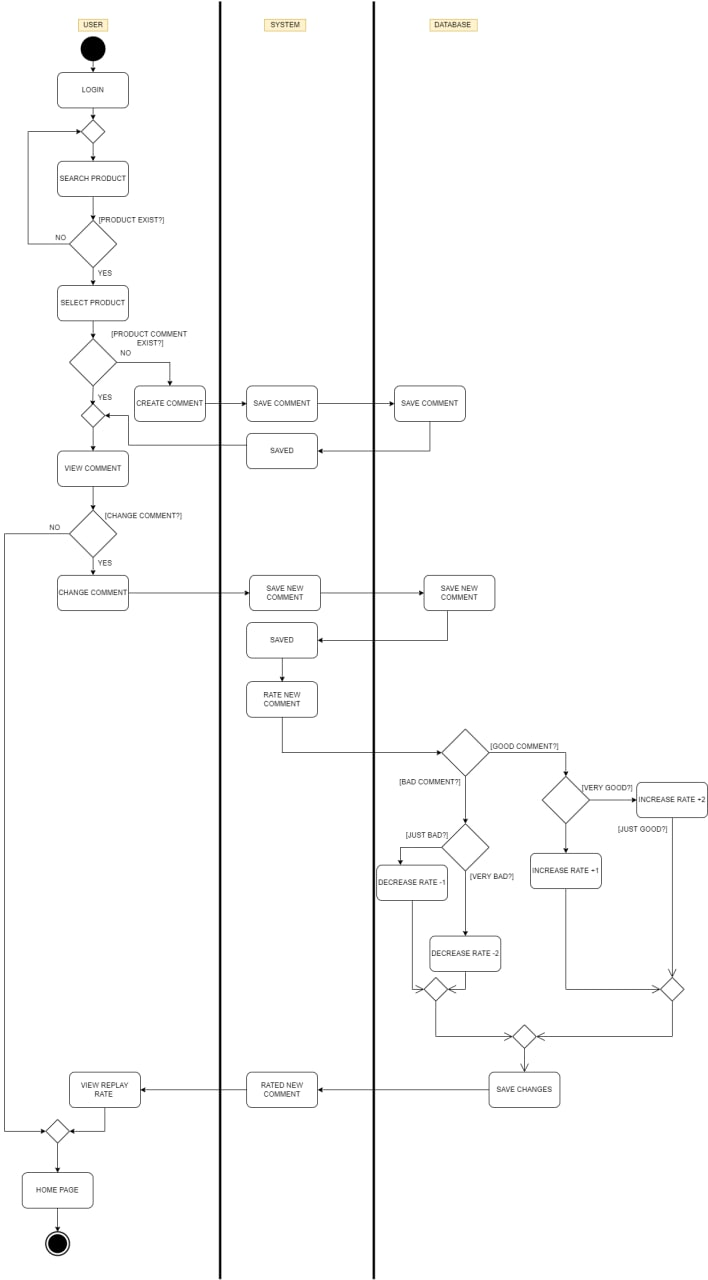 USER
SYSTEM
DATABASE
LOGIN
SEARCH PRODUCT
[PRODUCT EXIST?]
NO
YES
SELECT PRODUCT
[PRODUCT COMMENT
EXIST?]
NO
YES
CREATE COMMENT
SAVE COMMENT
SAVE COMMENT
SAVED
VIEW COMMENT
[CHANGE COMMENT?]
NO
YES
CHANGE COMMENT
SAVE NEW
COMMENT
SAVE NEW
COMMENT
SAVED
RATE NEW
COMMENT
[GOOD COMMENT?]
[BAD COMMENT?]
[VERY GOOD?]
INCREASE RATE +2
[JUST GOOD?]
[JUST BAD?]
INCREASE RATE +1
[VERY BAD?]
DECREASE RATE -1
DECREASE RATE -2
VIEW REPLAY
RATE
RATED NEW
COMMENT
SAVE CHANGES
HOME PAGE